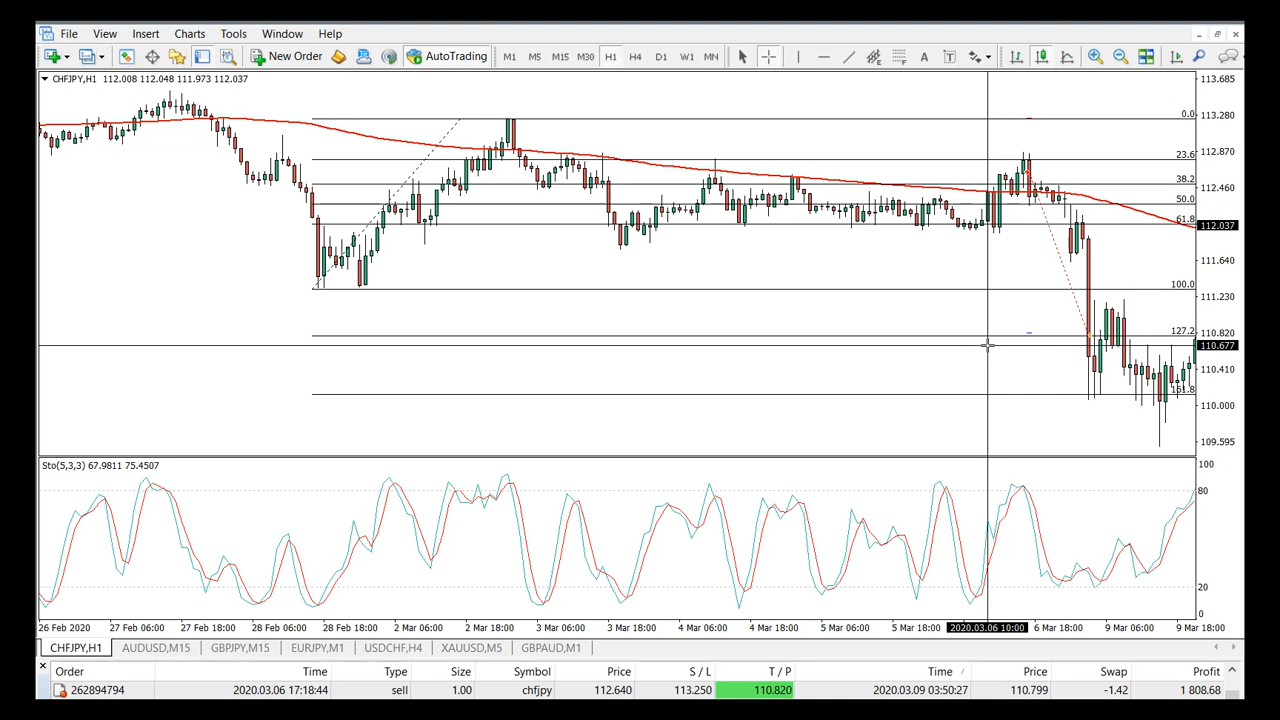 File View Insert Charts Tools Window Help
New Order AutoTrading M1 M15 M30 H1 H4 D1 W1 MN A T
CHFJPY,H1 112.008 112.048 111.973 112.037
113.685
0.0 113.280
23.6 112.870
38.2 112.460
50.0
61.8 112.037
111.640
100.0 111.230
127.2 110.820
110.677
110.410
161.8 110.000
109.595
Sto(5,3,3) 67.9811 75.4507
100
80
20
0
26 Feb 2020 27 Feb 06:00 27 Feb 18:00 28 Feb 06:00 28 Feb 18:00 2 Mar 06:00 2 Mar 18:00 3 Mar 06:00 3 Mar 18:00 4 Mar 06:00 4 Mar 18:00 5 Mar 06:00 5 Mar 18:00 2020.03.06 10:00 6 Mar 18:00 9 Mar 06:00 9 Mar 18:00
CHFJPY,H1 AUDUSD,M15 GBPJPY,M15 EURJPY,M1 USDCHF,H4 XAUUSD,M5 GBPAUD,M1
Order Time Type Size Symbol Price S / L T / P Time Price Swap Profit
262894794 2020.03.06 17:18:44 sell 1.00 chfjpy 112.640 113.250 110.820 2020.03.09 03:50:27 110.799 -1.42 1 808.68